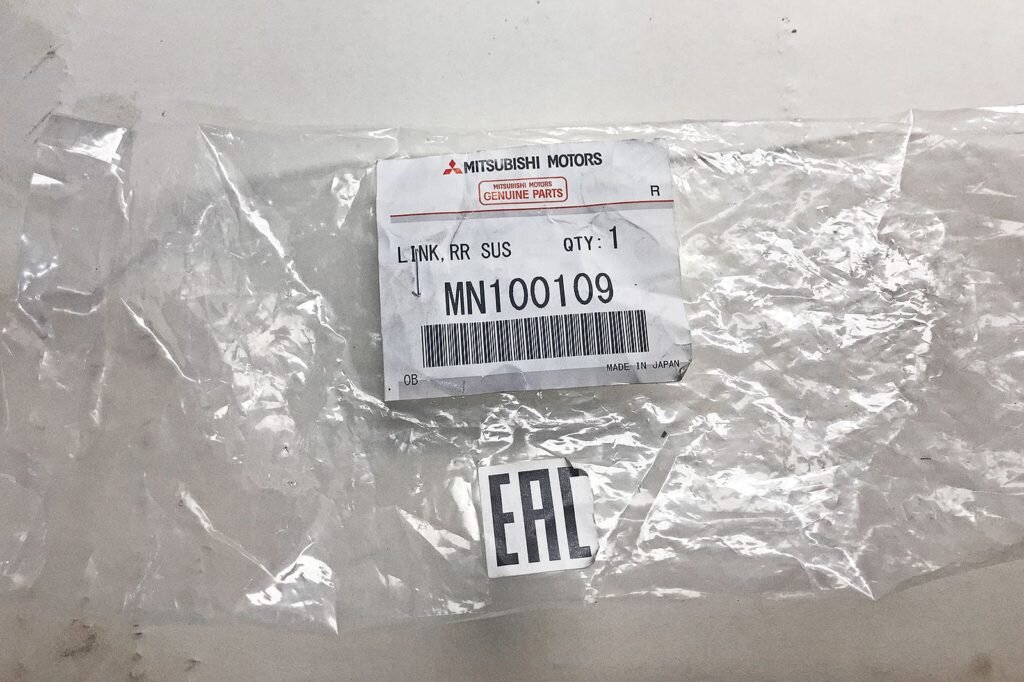 MITSUBISHI MOTORS
MITSUBISHI MOTORS
GENUINE PARTS
R
LINK, RR SUS QTY: 1
MN100109
OB MADE IN JAPAN
EAC